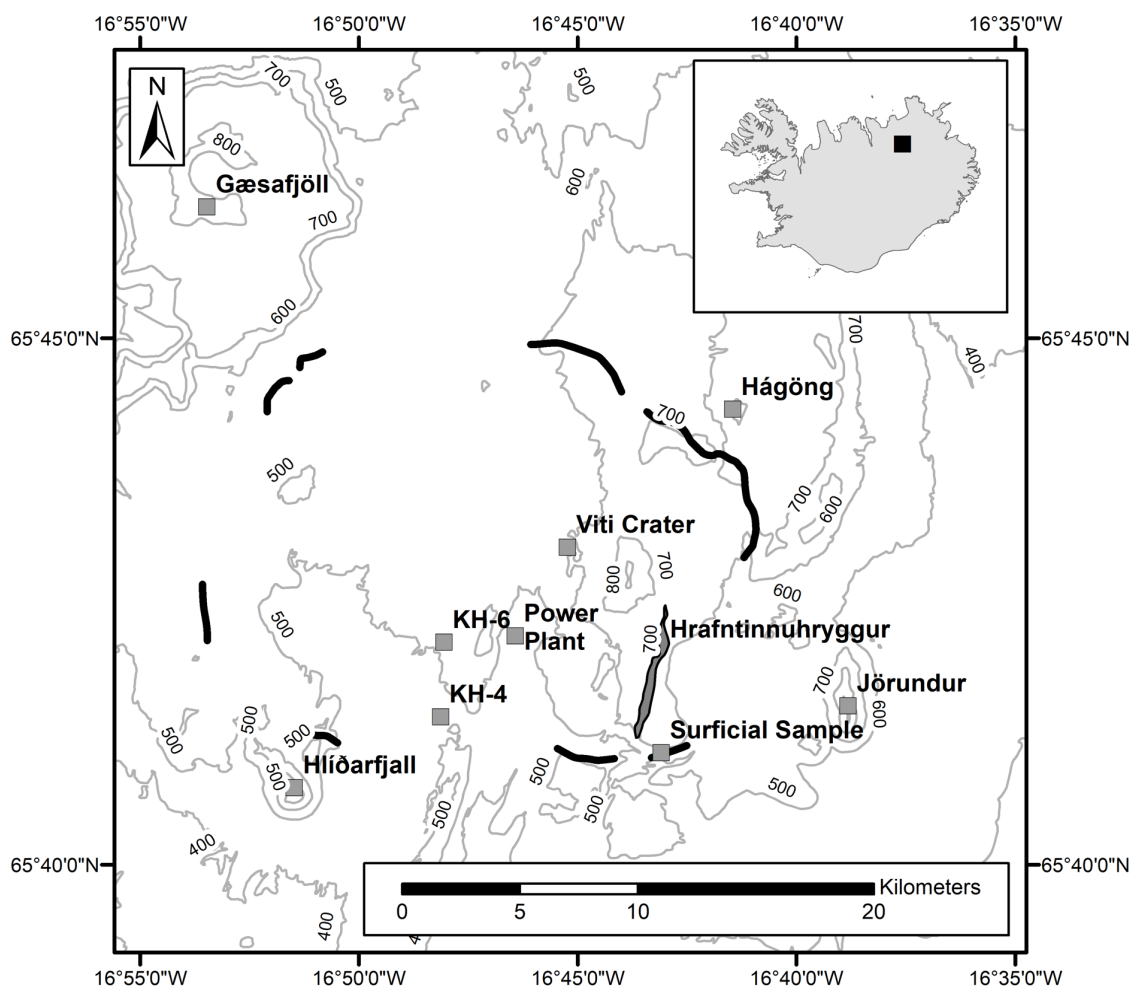 16°55'0"W 16°50'0"W 16°45'0"W 16°40'0"W 16°35'0"W
N
700
500
500
800
600
Gæsafjöll
700
600
65°45'0"N
700
65°45'0"N
400
Hágöng
700
500
700
600
Viti Crater
800
700
600
500
KH-6
Power
Plant
700
Hrafntinnuhryggur
700
Jörundur
600
KH-4
500
500
500
Surficial Sample
Hlíðarfjall
500
500
500
500
500
400
65°40'0"N
65°40'0"N
Kilometers
0 5 10 20
400
16°55'0"W 16°50'0"W 16°45'0"W 16°40'0"W 16°35'0"W